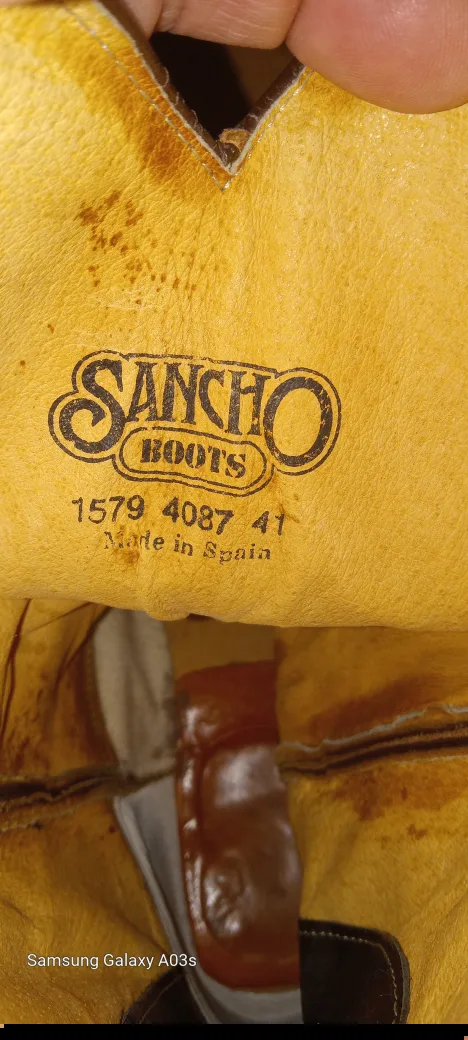 SANCHO
BOOTS
1579 4087 41
Made in Spain
Samsung Galaxy A03s